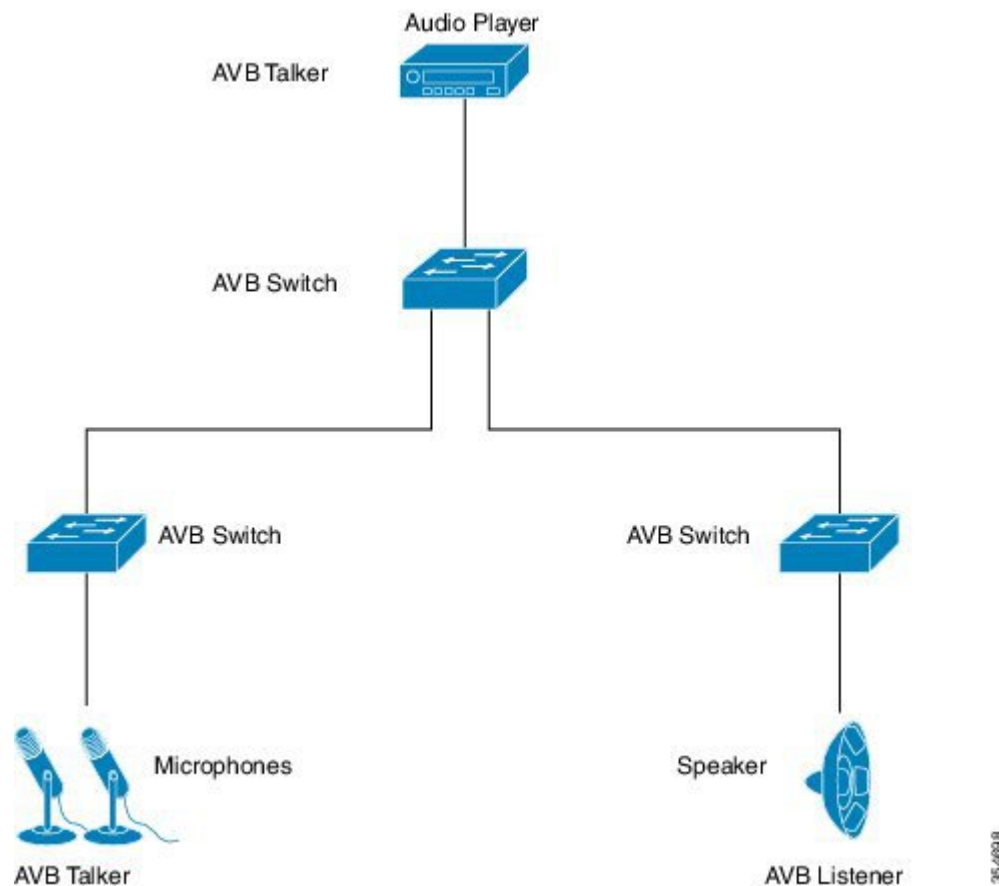 Audio Player
AVB Talker
AVB Switch
AVB Switch
AVB Switch
Microphones
Speaker
AVB Talker
AVB Listener